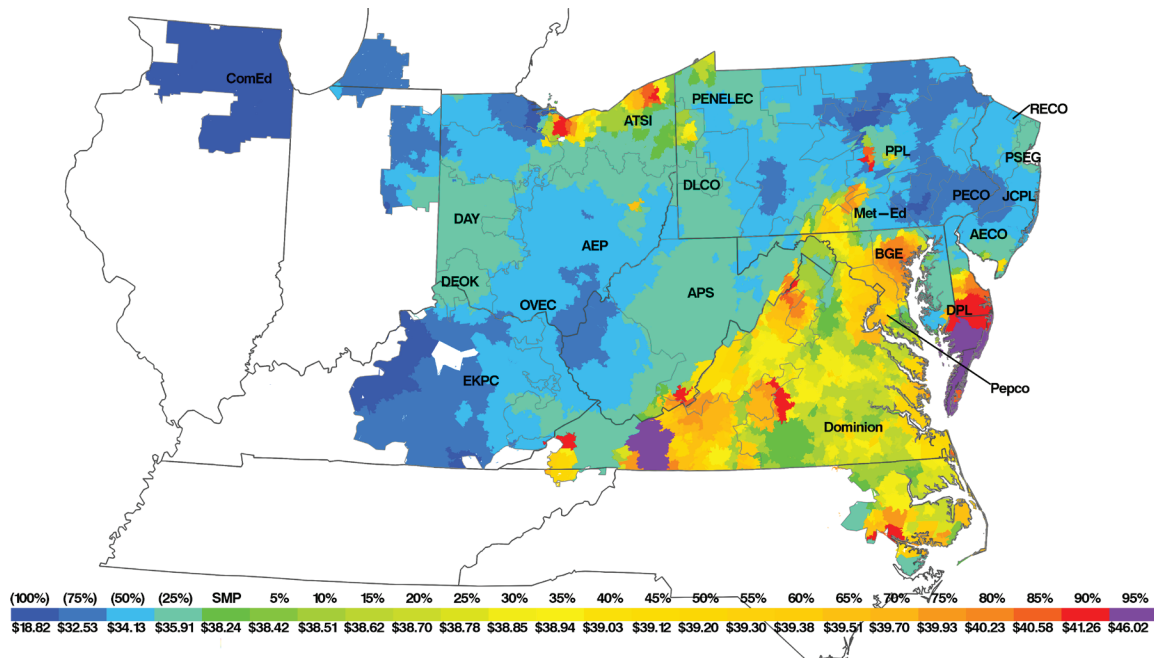 ComEd
RECO
PENELEC
ATSI
PPL
PSEG
DLCO
PECO
JCPL
DAY
Met—Ed
AECO
AEP
BGE
DEOK
APS
OVEC
DPL
EKPC
Pepco
Dominion
(100%) (75%) (50%) (25%) SMP 5% 10% 15% 20% 25% 30% 35% 40% 45% 50% 55% 60% 65% 70% 75% 80% 85% 90% 95%
$18.82 $32.53 $34.13 $35.91 $38.24 $38.42 $38.51 $38.62 $38.70 $38.78 $38.85 $38.94 $39.03 $39.12 $39.20 $39.30 $39.38 $39.51 $39.70 $39.93 $40.23 $40.58 $41.26 $46.02